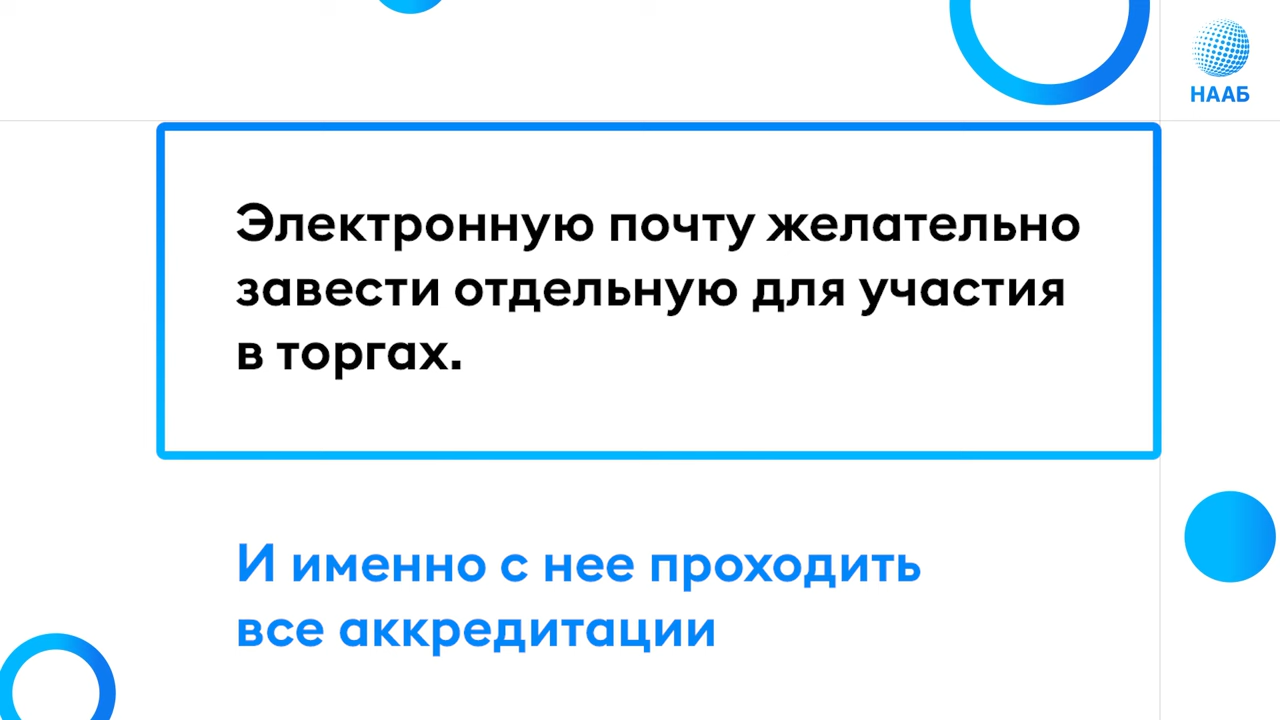 НААБ
Электронную почту желательно
завести отдельную для участия
в торгах.
И именно с нее проходить
все аккредитации